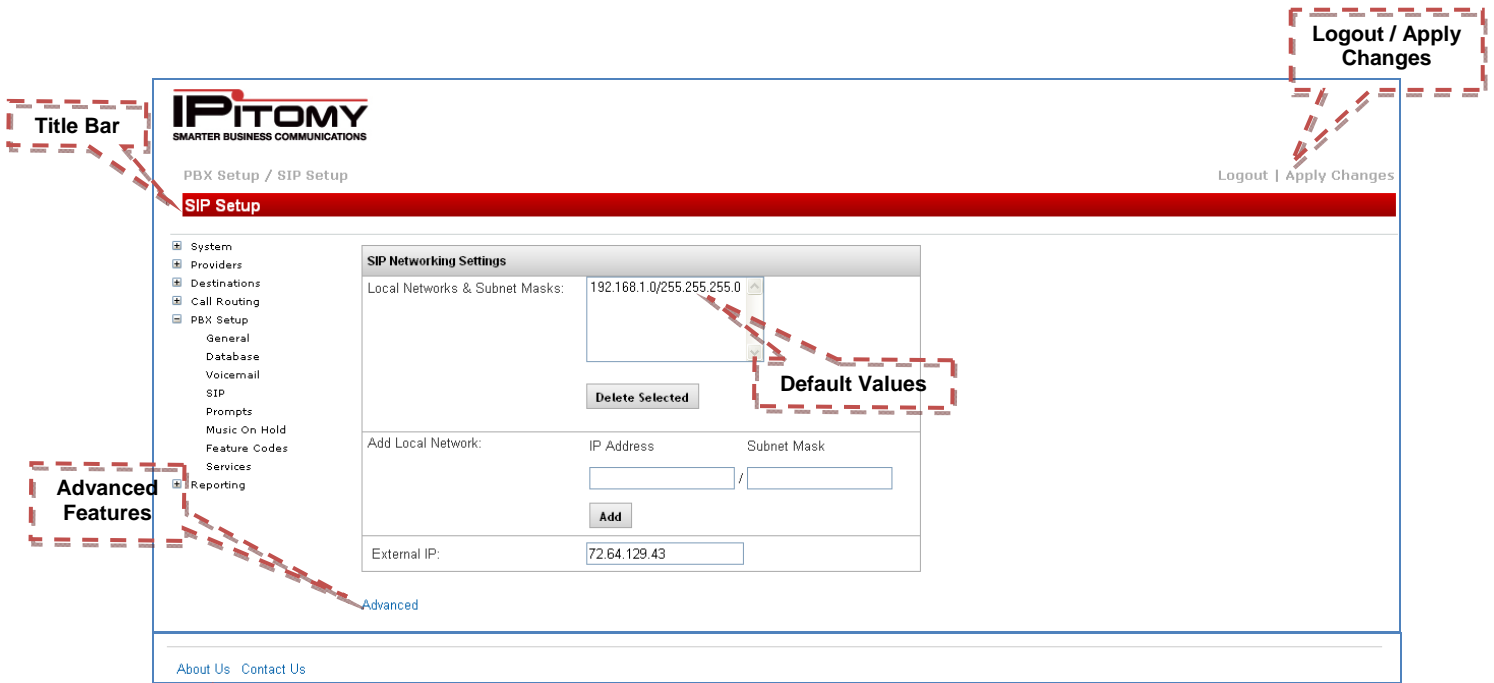 Logout / Apply
Changes
IPITOMY
SMARTER BUSINESS COMMUNICATIONS
Title Bar
PBX Setup / SIP Setup
Logout | Apply Changes
SIP Setup
System
Providers
Destinations
Call Routing
PBX Setup
General
Database
Voicemail
SIP
Prompts
Music On Hold
Feature Codes
Services
Reporting
SIP Networking Settings
Local Networks & Subnet Masks:
192.168.1.0/255.255.255.0
Default Values
Delete Selected
Add Local Network:
IP Address
Subnet Mask
/
Add
External IP:
72.64.129.43
Advanced
Features
Advanced
About Us Contact Us